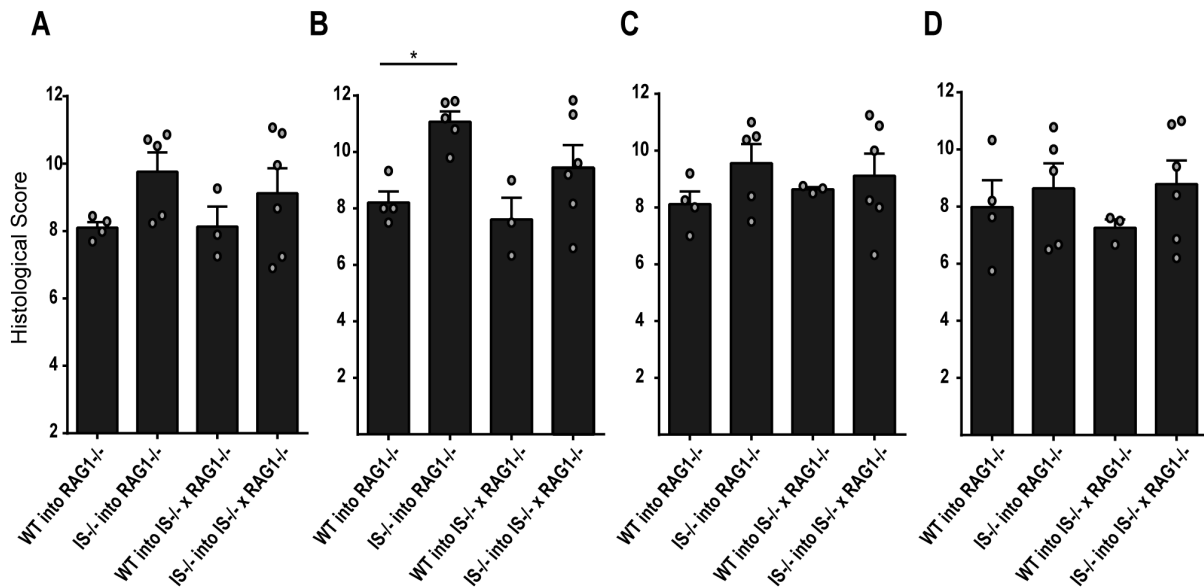 A
B
C
D
*
Histological Score
12
10
8
6
4
2
12
10
8
6
4
2
12
10
8
6
4
2
12
10
8
6
4
2
WT into RAG1-/-
IS-/- into RAG1-/-
WT into IS-/- x RAG1-/-
IS-/- into IS-/- x RAG1-/-
WT into RAG1-/-
IS-/- into RAG1-/-
WT into IS-/- x RAG1-/-
IS-/- into IS-/- x RAG1-/-
WT into RAG1-/-
IS-/- into RAG1-/-
WT into IS-/- x RAG1-/-
IS-/- into IS-/- x RAG1-/-
WT into RAG1-/-
IS-/- into RAG1-/-
WT into IS-/- x RAG1-/-
IS-/- into IS-/- x RAG1-/-